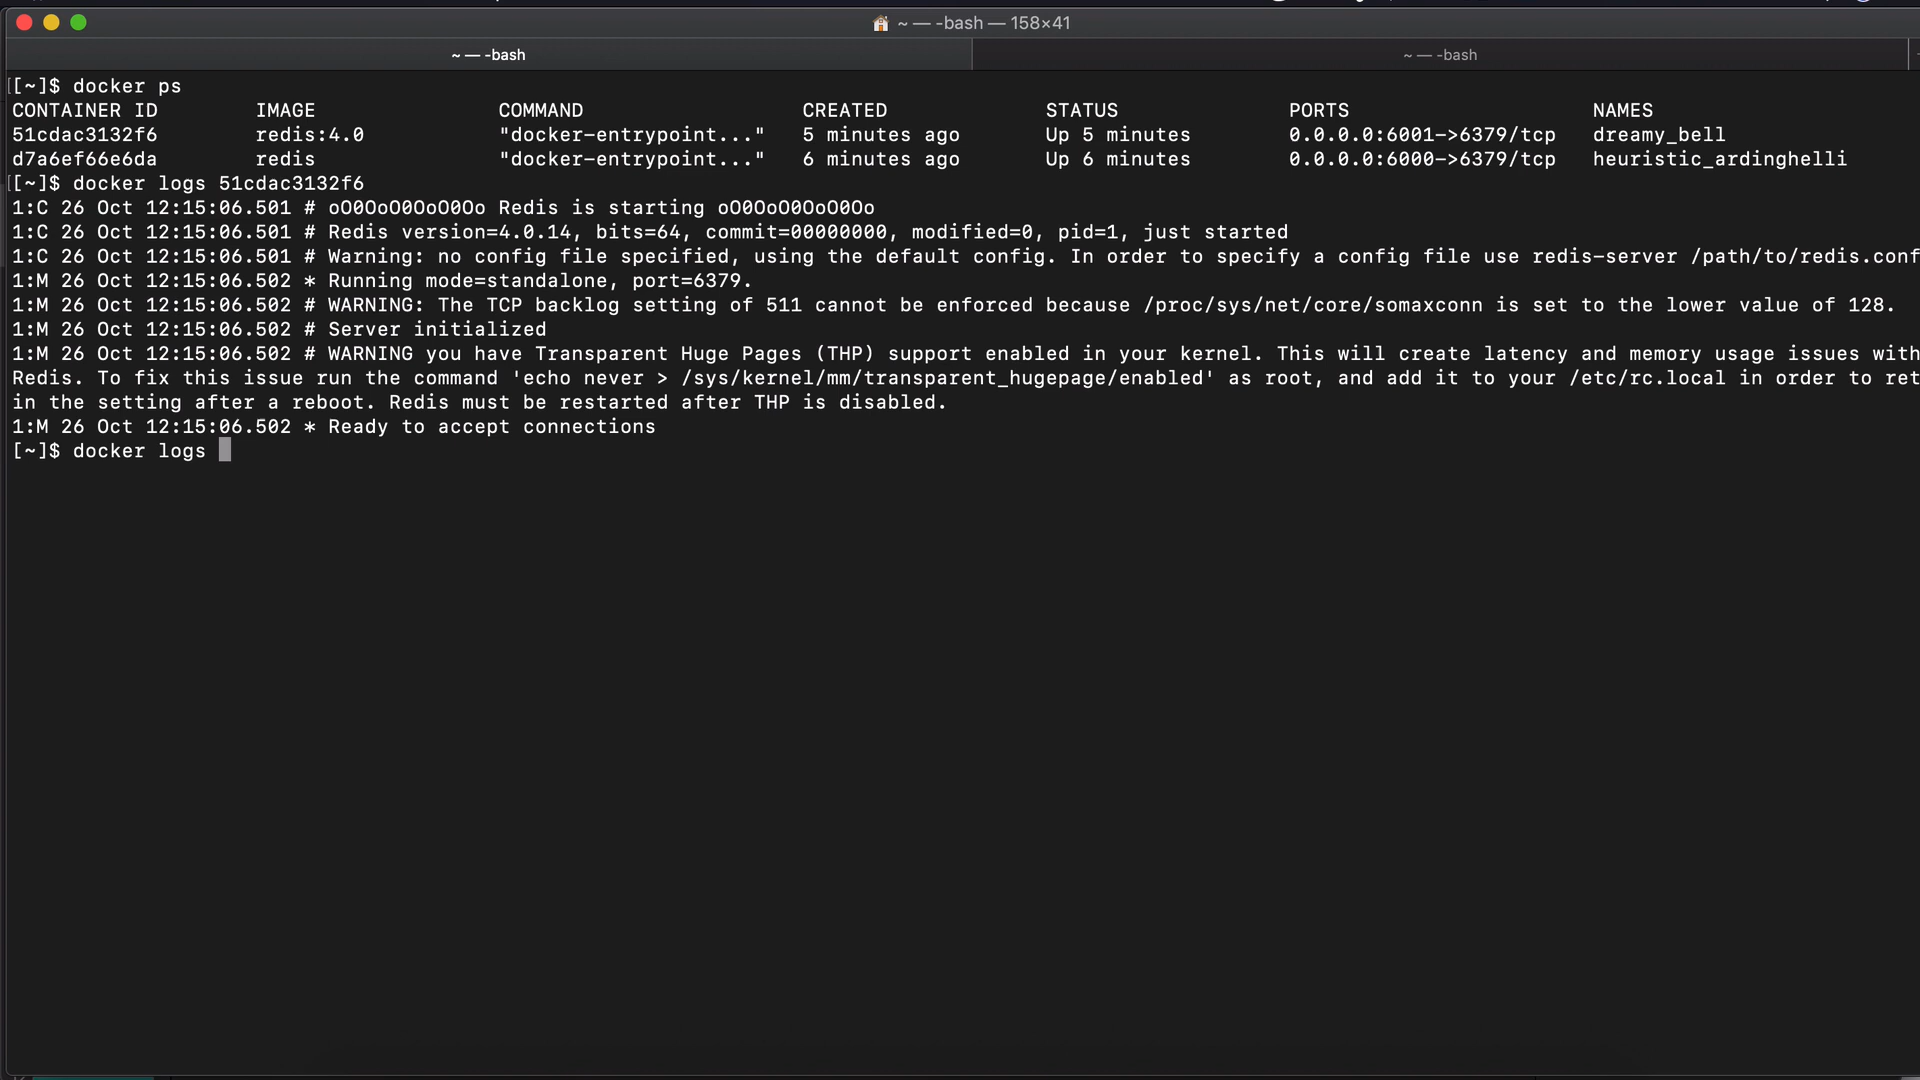 ~ — -bash — 158×41
~ — -bash ~ — -bash
[[~]$ docker ps
CONTAINER ID IMAGE COMMAND CREATED STATUS PORTS NAMES
51cdac3132f6 redis:4.0 "docker-entrypoint..." 5 minutes ago Up 5 minutes 0.0.0.0:6001->6379/tcp dreamy_bell
d7a6ef66e6da redis "docker-entrypoint..." 6 minutes ago Up 6 minutes 0.0.0.0:6000->6379/tcp heuristic_ardinghelli
[[~]$ docker logs 51cdac3132f6
1:C 26 Oct 12:15:06.501 # oO0OoO0OoO0Oo Redis is starting oO0OoO0OoO0Oo
1:C 26 Oct 12:15:06.501 # Redis version=4.0.14, bits=64, commit=00000000, modified=0, pid=1, just started
1:C 26 Oct 12:15:06.501 # Warning: no config file specified, using the default config. In order to specify a config file use redis-server /path/to/redis.conf
1:M 26 Oct 12:15:06.502 * Running mode=standalone, port=6379.
1:M 26 Oct 12:15:06.502 # WARNING: The TCP backlog setting of 511 cannot be enforced because /proc/sys/net/core/somaxconn is set to the lower value of 128.
1:M 26 Oct 12:15:06.502 # Server initialized
1:M 26 Oct 12:15:06.502 # WARNING you have Transparent Huge Pages (THP) support enabled in your kernel. This will create latency and memory usage issues with
Redis. To fix this issue run the command 'echo never > /sys/kernel/mm/transparent_hugepage/enabled' as root, and add it to your /etc/rc.local in order to ret
in the setting after a reboot. Redis must be restarted after THP is disabled.
1:M 26 Oct 12:15:06.502 * Ready to accept connections
[~]$ docker logs